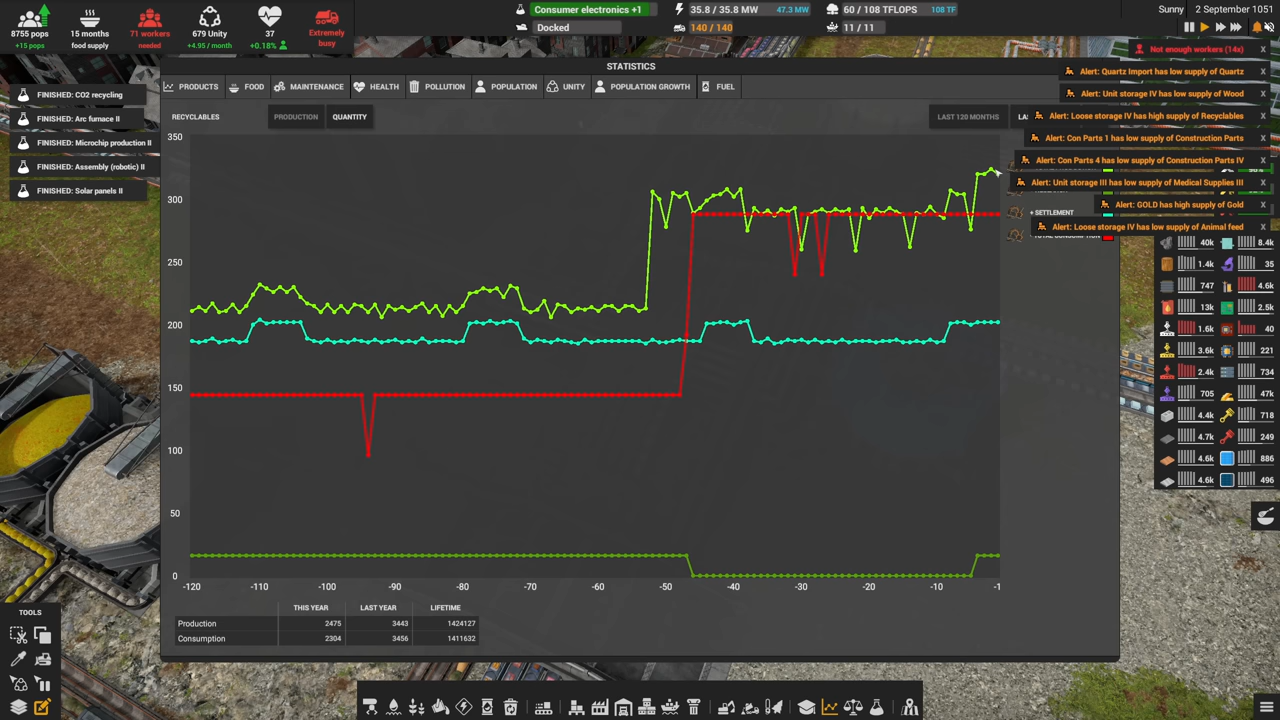 8755 pops
+15 pops
15 months
food supply
71 workers
needed
679 Unity
+4.95 / month
37
+0.18%
Extremely
busy
Consumer electronics +1
Docked
35.8 / 35.8 MW
47.3 MW
140 / 140
60 / 108 TFLOPS
108 TF
11 / 11
Sunny
2 September 1051
FINISHED: CO2 recycling
FINISHED: Arc furnace II
FINISHED: Microchip production II
FINISHED: Assembly (robotic) II
FINISHED: Solar panels II
STATISTICS
PRODUCTS
FOOD
MAINTENANCE
HEALTH
POLLUTION
POPULATION
UNITY
POPULATION GROWTH
FUEL
RECYCLABLES
PRODUCTION
QUANTITY
LAST 120 MONTHS
Not enough workers (14x)
X
Alert: Quartz Import has low supply of Quartz
X
Alert: Unit storage IV has low supply of Wood
X
Alert: Loose storage IV has high supply of Recyclables
X
Alert: Con Parts 1 has low supply of Construction Parts
X
Alert: Con Parts 4 has low supply of Construction Parts IV
X
Alert: Unit storage III has low supply of Medical Supplies III
X
Alert: GOLD has high supply of Gold
X
Alert: Loose storage IV has low supply of Animal feed
X
+ SETTLEMENT
TOTAL CONSUMPTION
350
300
250
200
150
100
50
0
-120
-110
-100
-90
-80
-70
-60
-50
-40
-30
-20
-10
-1
THIS YEAR
LAST YEAR
LIFETIME
Production
2475
3443
1424127
Consumption
2304
3456
1411632
40k
8.4k
1.4k
35
747
4.6k
13k
2.5k
1.6k
40
3.6k
221
2.4k
734
705
47k
4.4k
718
4.7k
249
4.6k
886
4.6k
496
TOOLS